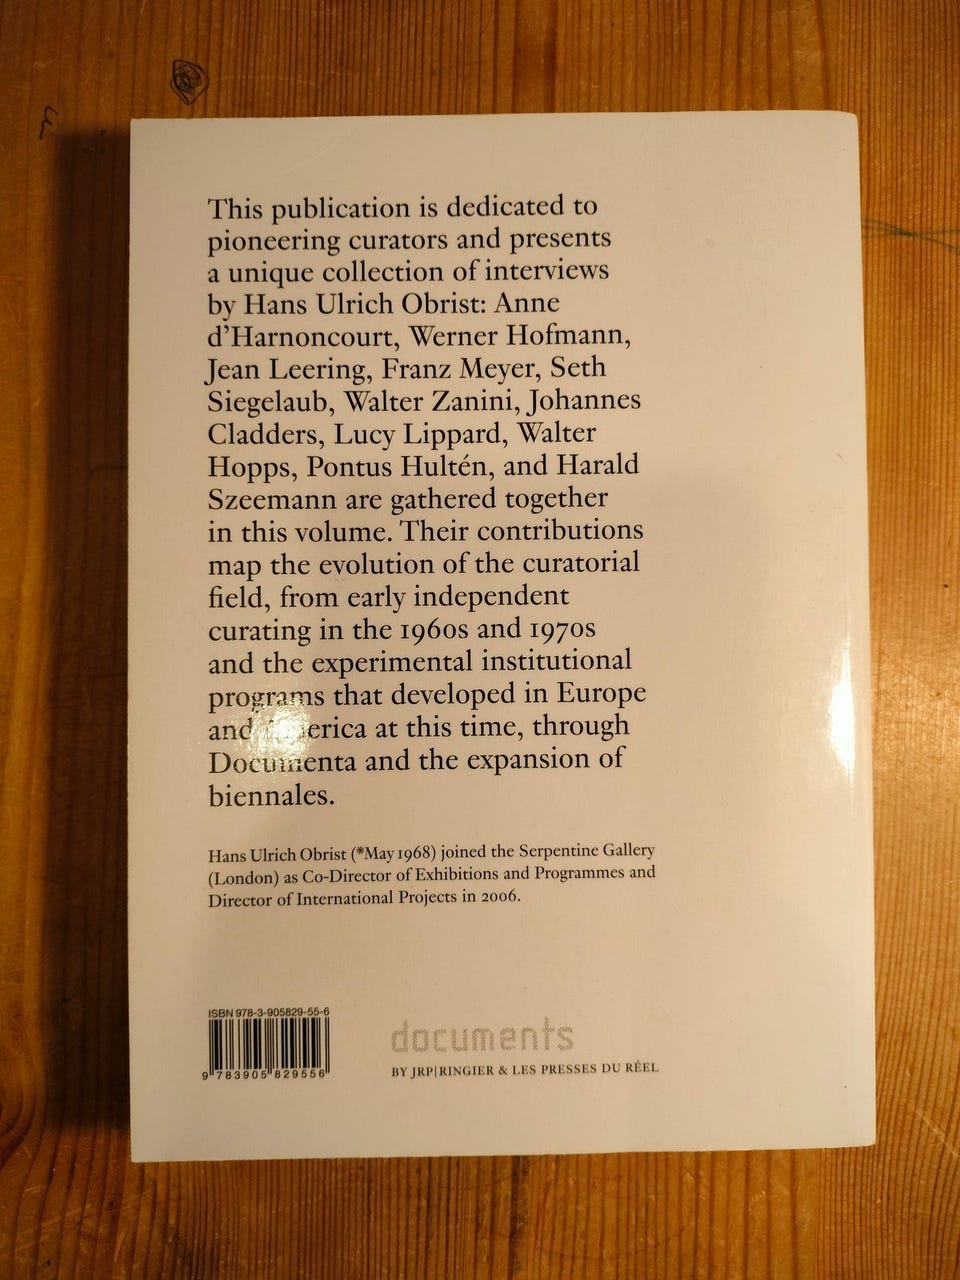 This publication is dedicated to
pioneering curators and presents
a unique collection of interviews
by Hans Ulrich Obrist: Anne
d'Harnoncourt, Werner Hofmann,
Jean Leering, Franz Meyer, Seth
Siegelaub, Walter Zanini, Johannes
Cladders, Lucy Lippard, Walter
Hopps, Pontus Hultén, and Harald
Szeemann are gathered together
in this volume. Their contributions
map the evolution of the curatorial
field, from early independent
curating in the 1960s and 1970s
and the experimental institutional
programs that developed in Europe
and America at this time, through
Documenta and the expansion of
biennales.
Hans Ulrich Obrist (*May 1968) joined the Serpentine Gallery
(London) as Co-Director of Exhibitions and Programmes and
Director of International Projects in 2006.
ISBN 978-3-905829-55-6
9 783905 829556
documents
BY JRP|RINGIER & LES PRESSES DU RÉEL